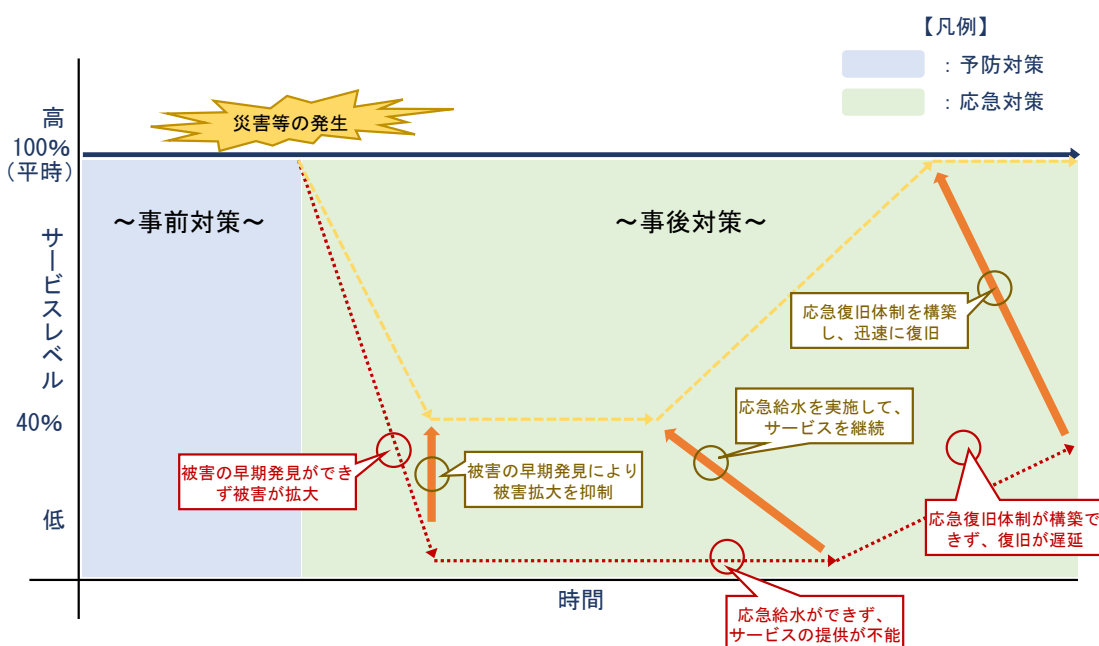 【凡例】
：予防対策
：応急対策
災害等の発生
高
100%
（平時）
サービスレベル
40%
低
～事前対策～
～事後対策～
応急復旧体制を構築
し、迅速に復旧
応急給水を実施して、
サービスを継続
被害の早期発見ができ
ず被害が拡大
被害の早期発見により
被害拡大を抑制
応急復旧体制が構築で
きず、復旧が遅延
時間
応急給水ができず、
サービスの提供が不能